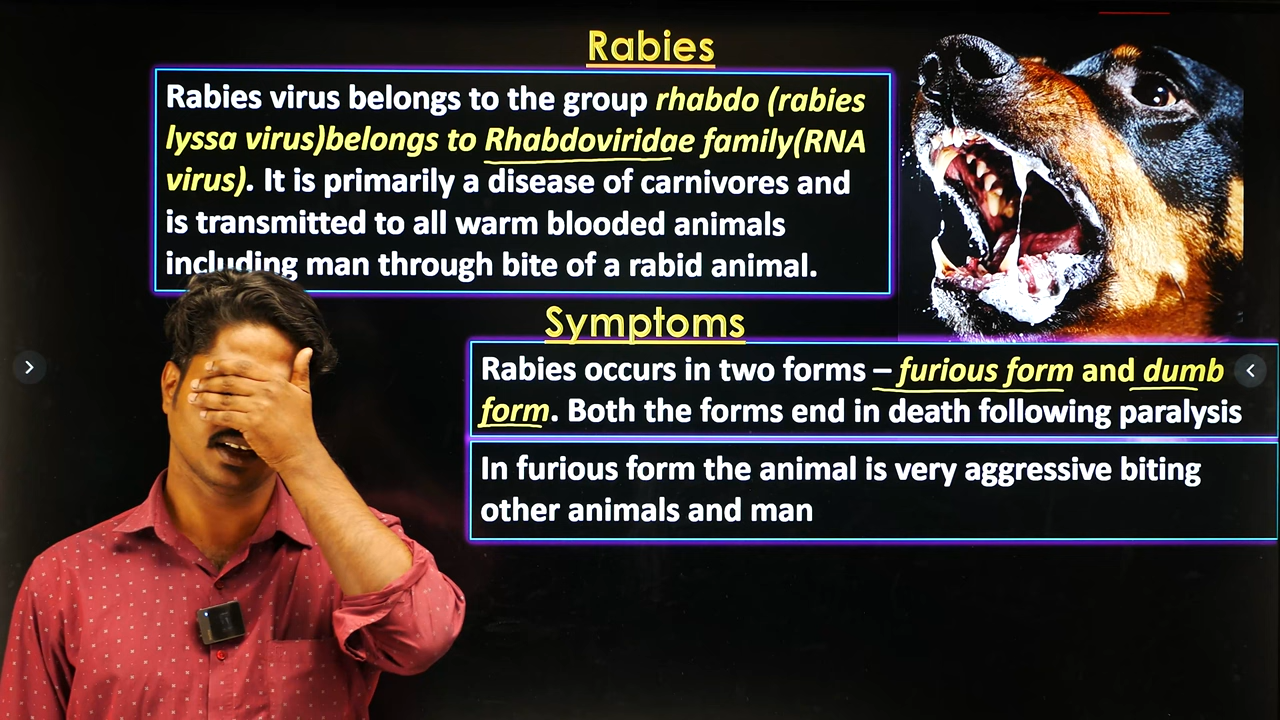 Rabies
Rabies virus belongs to the group rhabdo (rabies
lyssa virus)belongs to Rhabdoviridae family(RNA
virus). It is primarily a disease of carnivores and
is transmitted to all warm blooded animals
including man through bite of a rabid animal.
Symptoms
Rabies occurs in two forms – furious form and dumb
form. Both the forms end in death following paralysis
In furious form the animal is very aggressive biting
other animals and man